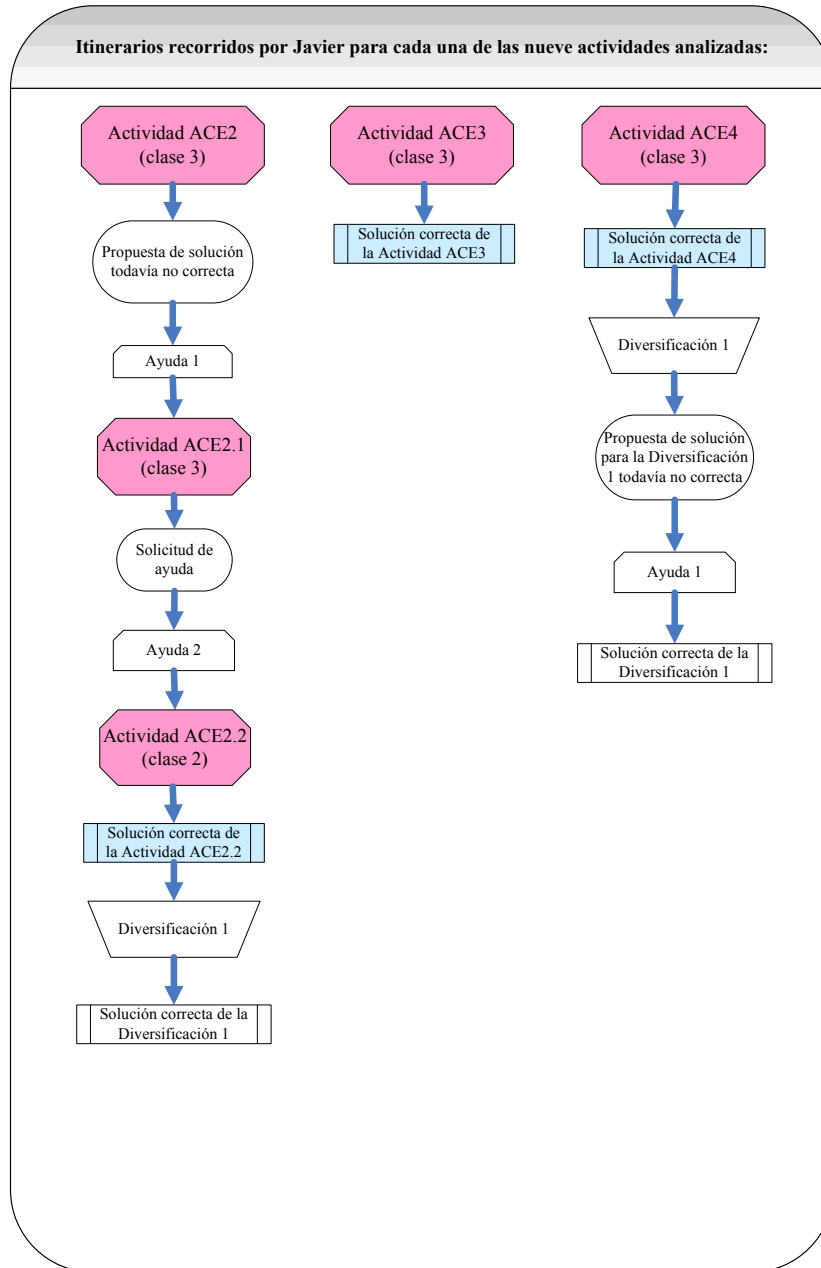 Itinerarios recorridos por Javier para cada una de las nueve actividades analizadas:
Actividad ACE2
(clase 3)
Propuesta de solución
todavía no correcta
Ayuda 1
Actividad ACE2.1
(clase 3)
Solicitud de
ayuda
Ayuda 2
Actividad ACE2.2
(clase 2)
Solución correcta de
la Actividad ACE2.2
Diversificación 1
Solución correcta de la
Diversificación 1
Actividad ACE3
(clase 3)
Solución correcta de
la Actividad ACE3
Actividad ACE4
(clase 3)
Solución correcta de
la Actividad ACE4
Diversificación 1
Propuesta de solución
para la Diversificación
1 todavía no correcta
Ayuda 1
Solución correcta de la
Diversificación 1